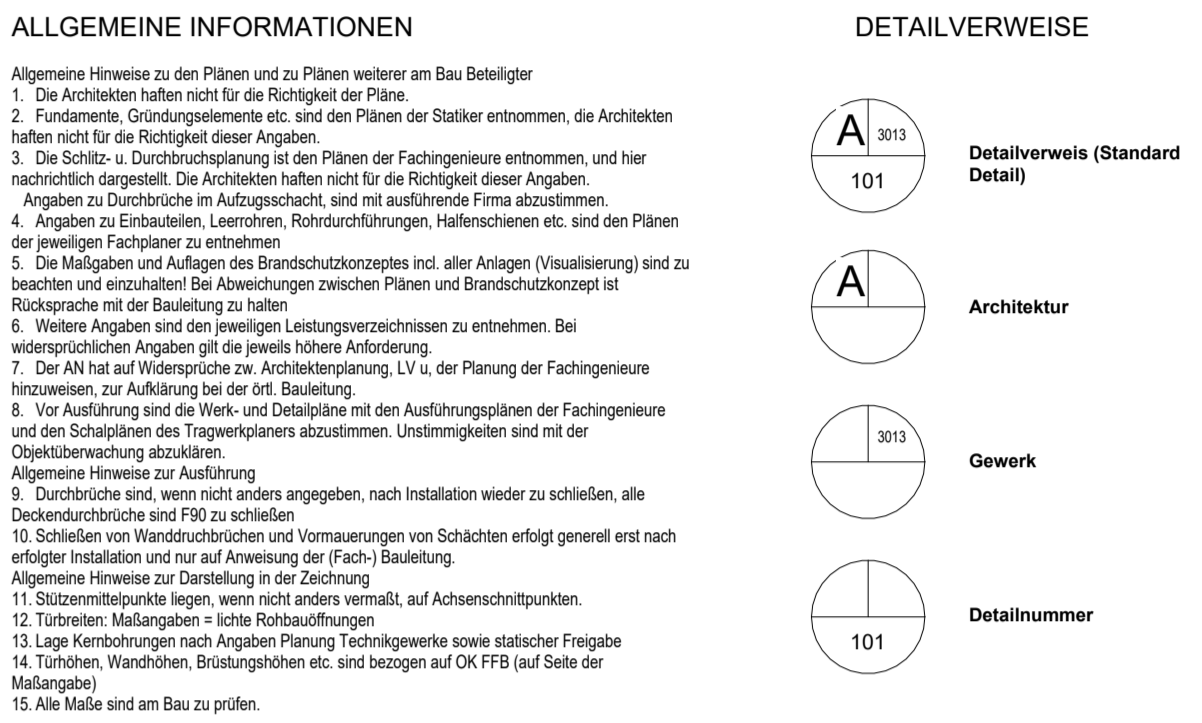 ALLGEMEINE INFORMATIONEN
Allgemeine Hinweise zu den Plänen und zu Plänen weiterer am Bau Beteiligter
1. Die Architekten haften nicht für die Richtigkeit der Pläne.
2. Fundamente, Gründungselemente etc. sind den Plänen der Statiker entnommen, die Architekten
haften nicht für die Richtigkeit dieser Angaben.
3. Die Schlitz- u. Durchbruchsplanung ist den Plänen der Fachingenieure entnommen, und hier
nachrichtlich dargestellt. Die Architekten haften nicht für die Richtigkeit dieser Angaben.
Angaben zu Durchbrüche im Aufzugsschacht, sind mit ausführende Firma abzustimmen.
4. Angaben zu Einbauteilen, Leerrohren, Rohrdurchführungen, Halfenschienen etc. sind den Plänen
der jeweiligen Fachplaner zu entnehmen
5. Die Maßgaben und Auflagen des Brandschutzkonzeptes incl. aller Anlagen (Visualisierung) sind zu
beachten und einzuhalten! Bei Abweichungen zwischen Plänen und Brandschutzkonzept ist
Rücksprache mit der Bauleitung zu halten
6. Weitere Angaben sind den jeweiligen Leistungsverzeichnissen zu entnehmen. Bei
widersprüchlichen Angaben gilt die jeweils höhere Anforderung.
7. Der AN hat auf Widersprüche zw. Architektenplanung, LV u, der Planung der Fachingenieure
hinzuweisen, zur Aufklärung bei der örtl. Bauleitung.
8. Vor Ausführung sind die Werk- und Detailpläne mit den Ausführungsplänen der Fachingenieure
und den Schalplänen des Tragwerkplaners abzustimmen. Unstimmigkeiten sind mit der
Objektüberwachung abzuklären.
Allgemeine Hinweise zur Ausführung
9. Durchbrüche sind, wenn nicht anders angegeben, nach Installation wieder zu schließen, alle
Deckendurchbrüche sind F90 zu schließen
10. Schließen von Wanddruchbrüchen und Vormauerungen von Schächten erfolgt generell erst nach
erfolgter Installation und nur auf Anweisung der (Fach-) Bauleitung.
Allgemeine Hinweise zur Darstellung in der Zeichnung
11. Stützenmittelpunkte liegen, wenn nicht anders vermaßt, auf Achsenschnittpunkten.
12. Türbreiten: Maßangaben = lichte Rohbauöffnungen
13. Lage Kernbohrungen nach Angaben Planung Technikgewerke sowie statischer Freigabe
14. Türhöhen, Wandhöhen, Brüstungshöhen etc. sind bezogen auf OK FFB (auf Seite der
Maßangabe)
15. Alle Maße sind am Bau zu prüfen.
DETAILVERWEISE
A 3013
101
Detailverweis (Standard
Detail)
A
Architektur
3013
Gewerk
101
Detailnummer